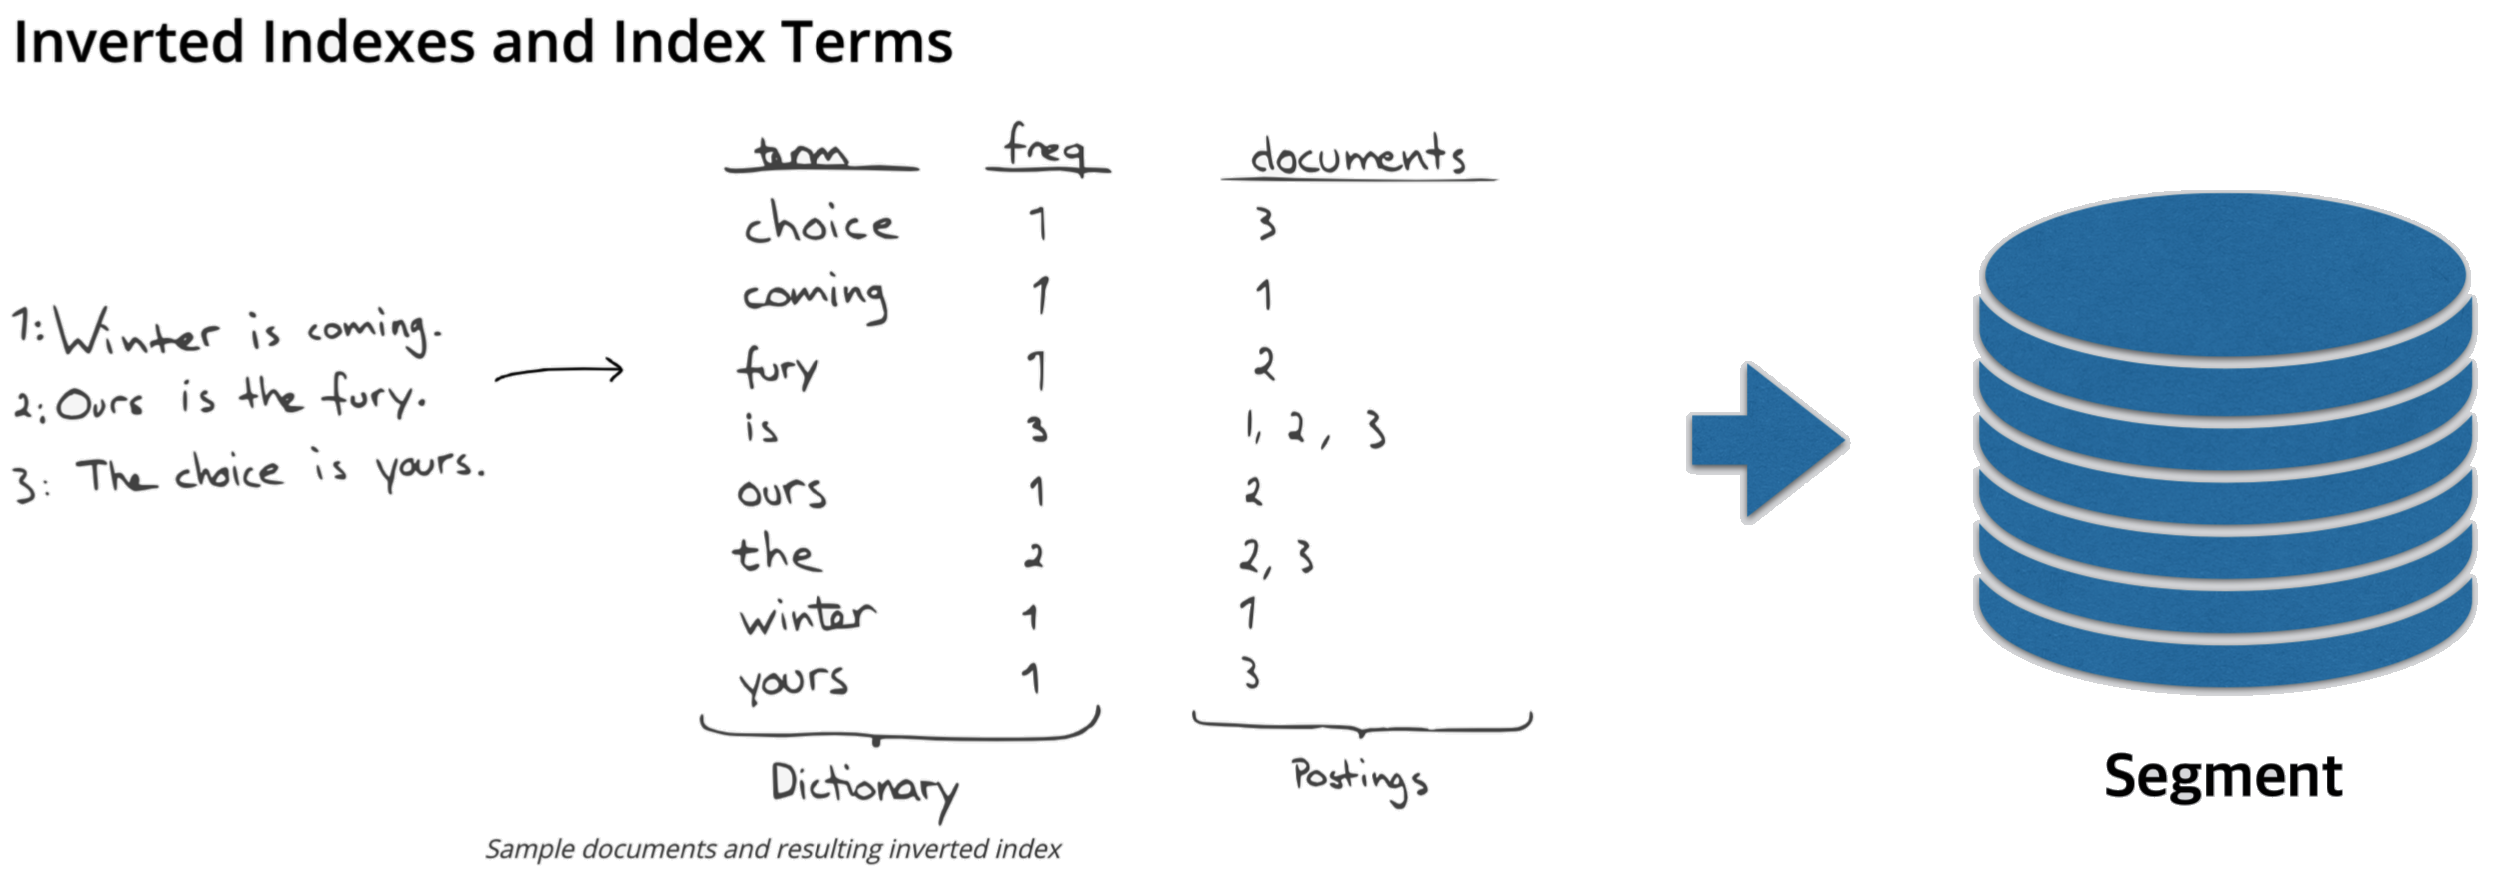 Inverted Indexes and Index Terms
1: Winter is coming.
2: Ours is the fury.
3: The choice is yours.
term freq documents
choice 1 3
coming 1 1
fury 1 2
is 3 1, 2, 3
ours 1 2
the 2 2, 3
winter 1 1
yours 1 3
Dictionary Postings
Sample documents and resulting inverted index
Segment